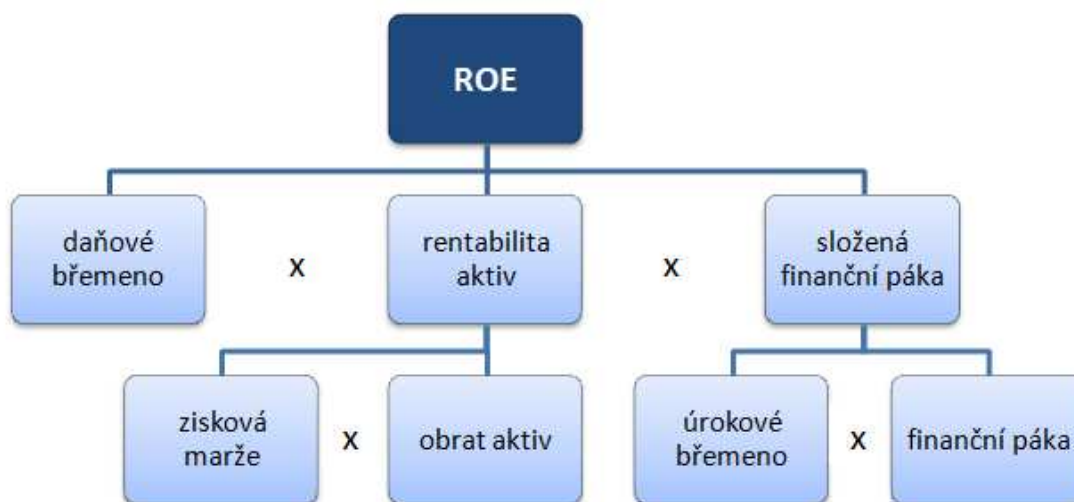 ROE
daňové
břemeno
x
rentabilita
aktiv
x
složená
finanční páka
zisková
marže
x
obrat aktiv
úrokové
břemeno
x
finanční páka